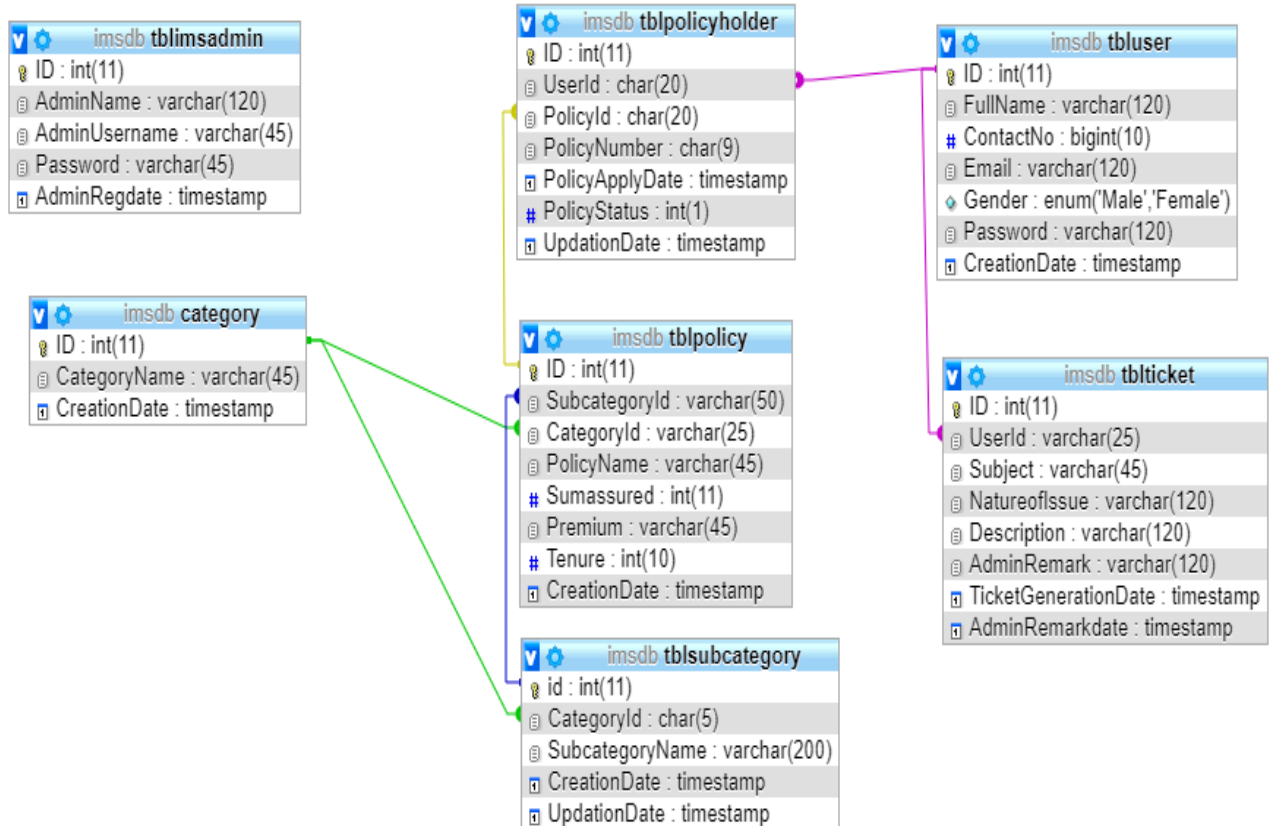 imsdb tblimsadmin
ID : int(11)
AdminName : varchar(120)
AdminUsername : varchar(45)
Password : varchar(45)
AdminRegdate : timestamp
imsdb tblpolicyholder
ID : int(11)
UserId : char(20)
PolicyId : char(20)
PolicyNumber : char(9)
PolicyApplyDate : timestamp
PolicyStatus : int(1)
UpdationDate : timestamp
imsdb tbluser
ID : int(11)
FullName : varchar(120)
ContactNo : bigint(10)
Email : varchar(120)
Gender : enum('Male','Female')
Password : varchar(120)
CreationDate : timestamp
imsdb category
ID : int(11)
CategoryName : varchar(45)
CreationDate : timestamp
imsdb tblpolicy
ID : int(11)
SubcategoryId : varchar(50)
CategoryId : varchar(25)
PolicyName : varchar(45)
Sumassured : int(11)
Premium : varchar(45)
Tenure : int(10)
CreationDate : timestamp
imsdb tblticket
ID : int(11)
UserId : varchar(25)
Subject : varchar(45)
NatureofIssue : varchar(120)
Description : varchar(120)
AdminRemark : varchar(120)
TicketGenerationDate : timestamp
AdminRemarkdate : timestamp
imsdb tblsubcategory
id : int(11)
CategoryId : char(5)
SubcategoryName : varchar(200)
CreationDate : timestamp
UpdationDate : timestamp